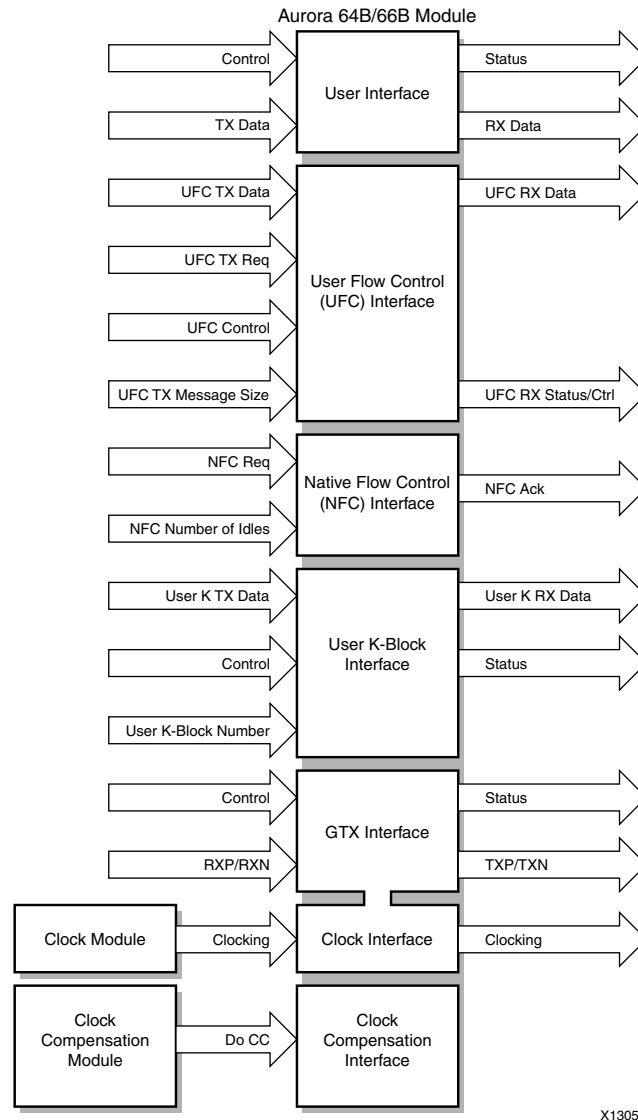 Aurora 64B/66B Module
Control
User Interface
Status
TX Data
RX Data
UFC TX Data
UFC RX Data
UFC TX Req
User Flow Control
(UFC) Interface
UFC Control
UFC TX Message Size
UFC RX Status/Ctrl
NFC Req
Native Flow Control
(NFC) Interface
NFC Ack
NFC Number of Idles
User K TX Data
User K RX Data
User K-Block
Interface
Control
Status
User K-Block Number
Control
Status
GTX Interface
RXP/RXN
TXP/TXN
Clock Module
Clocking
Clock Interface
Clocking
Clock
Compensation
Module
Do CC
Clock
Compensation
Interface
X1305